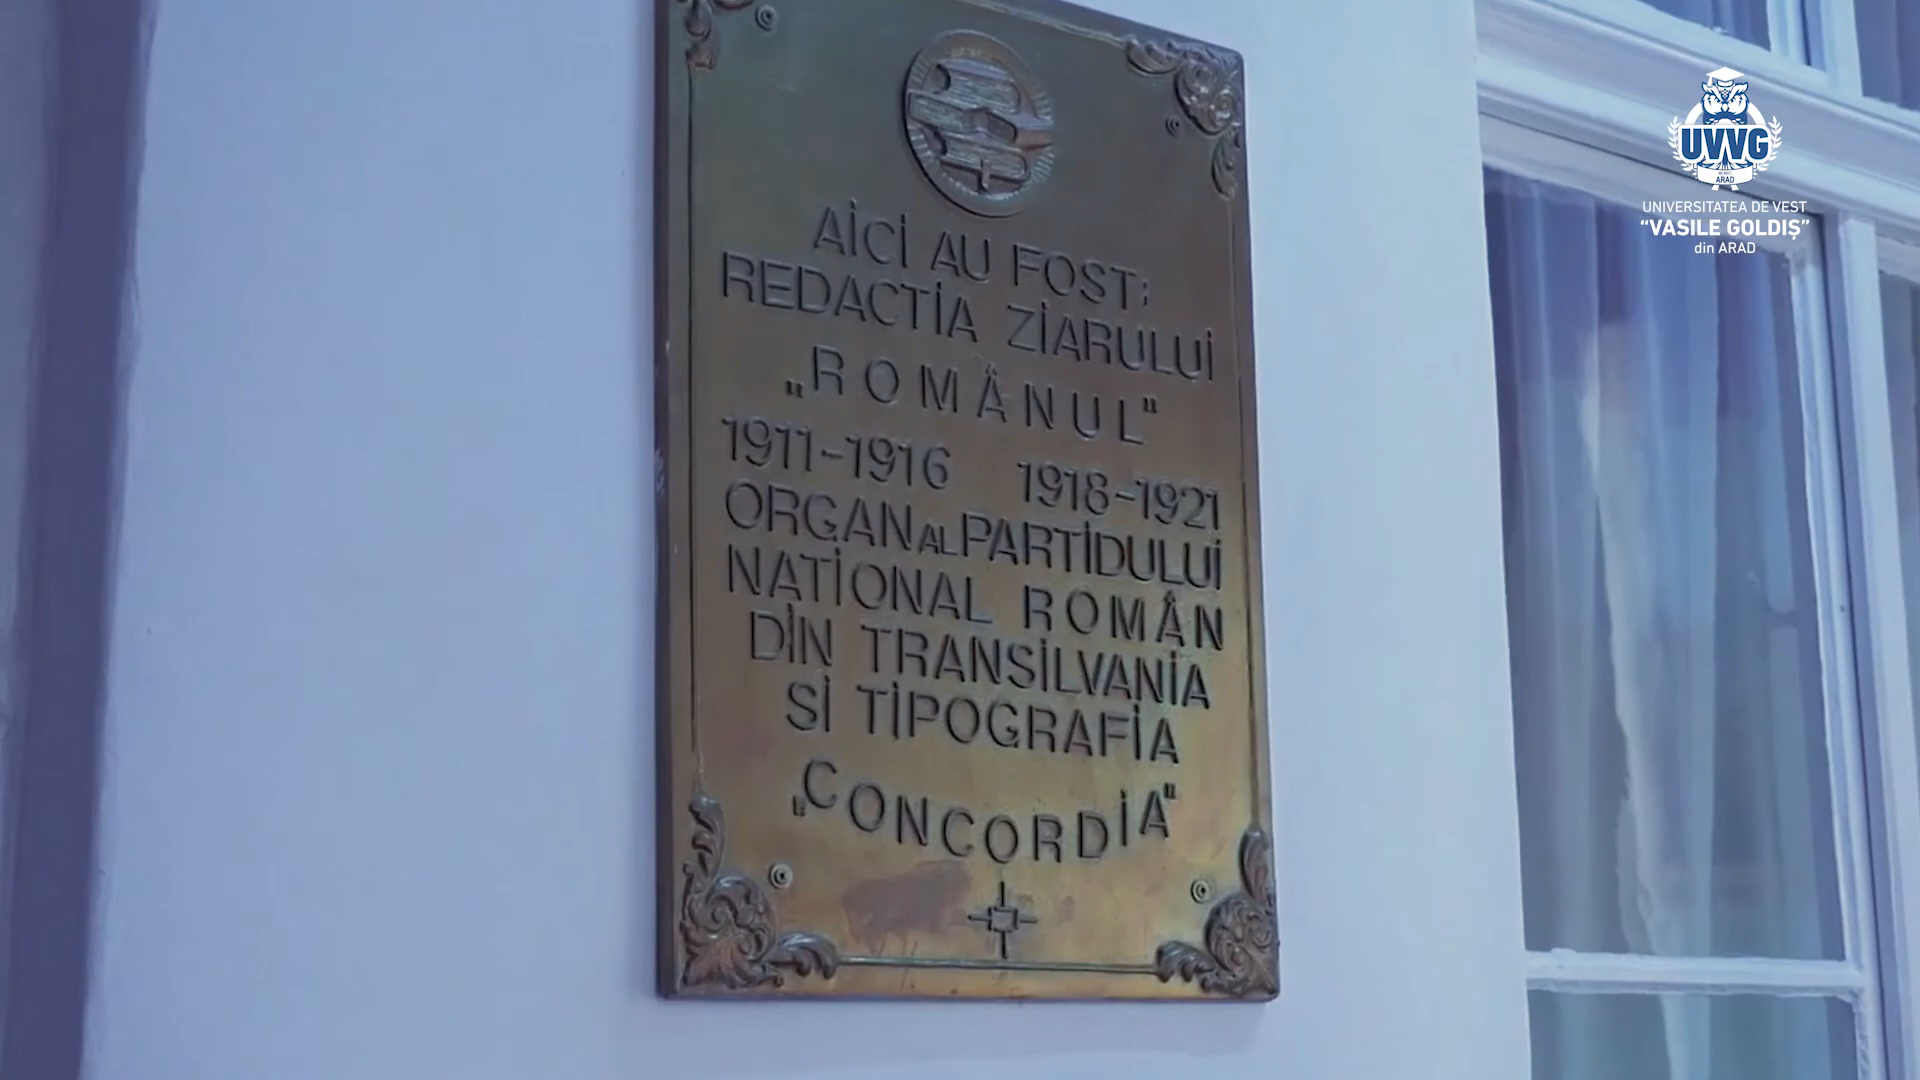 AICI AU FOST:
REDACTIA ZIARULUI
„ROMÂNUL"
1911-1916 1918-1921
ORGAN AL PARTIDULUI
NATIONAL ROMÂN
DIN TRANSILVANIA
SI TIPOGRAFIA
„CONCORDIA"
UVVG
ARAD
UNIVERSITATEA DE VEST
“VASILE GOLDIȘ”
din ARAD